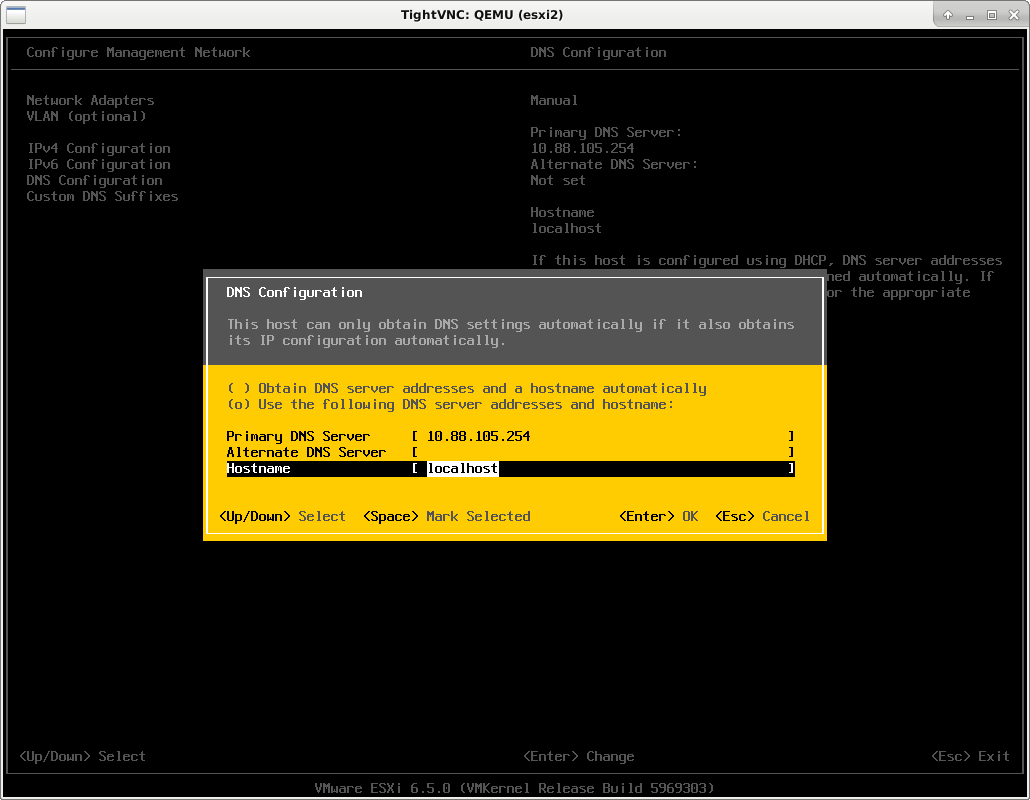 TightVNC: QEMU (esxi2)
Configure Management Network
DNS Configuration
Network Adapters
VLAN (optional)
IPv4 Configuration
IPv6 Configuration
DNS Configuration
Custom DNS Suffixes
Manual
Primary DNS Server:
10.88.105.254
Alternate DNS Server:
Not set
Hostname
localhost
If this host is configured using DHCP, DNS server addresses
ned automatically. If
or the appropriate
DNS Configuration
This host can only obtain DNS settings automatically if it also obtains
its IP configuration automatically.
( ) Obtain DNS server addresses and a hostname automatically
(o) Use the following DNS server addresses and hostname:
Primary DNS Server [ 10.88.105.254 ]
Alternate DNS Server [ ]
Hostname [ localhost ]
<Up/Down> Select <Space> Mark Selected <Enter> OK <Esc> Cancel
<Up/Down> Select <Enter> Change <Esc> Exit
VMware ESXi 6.5.0 (VMKernel Release Build 5969303)